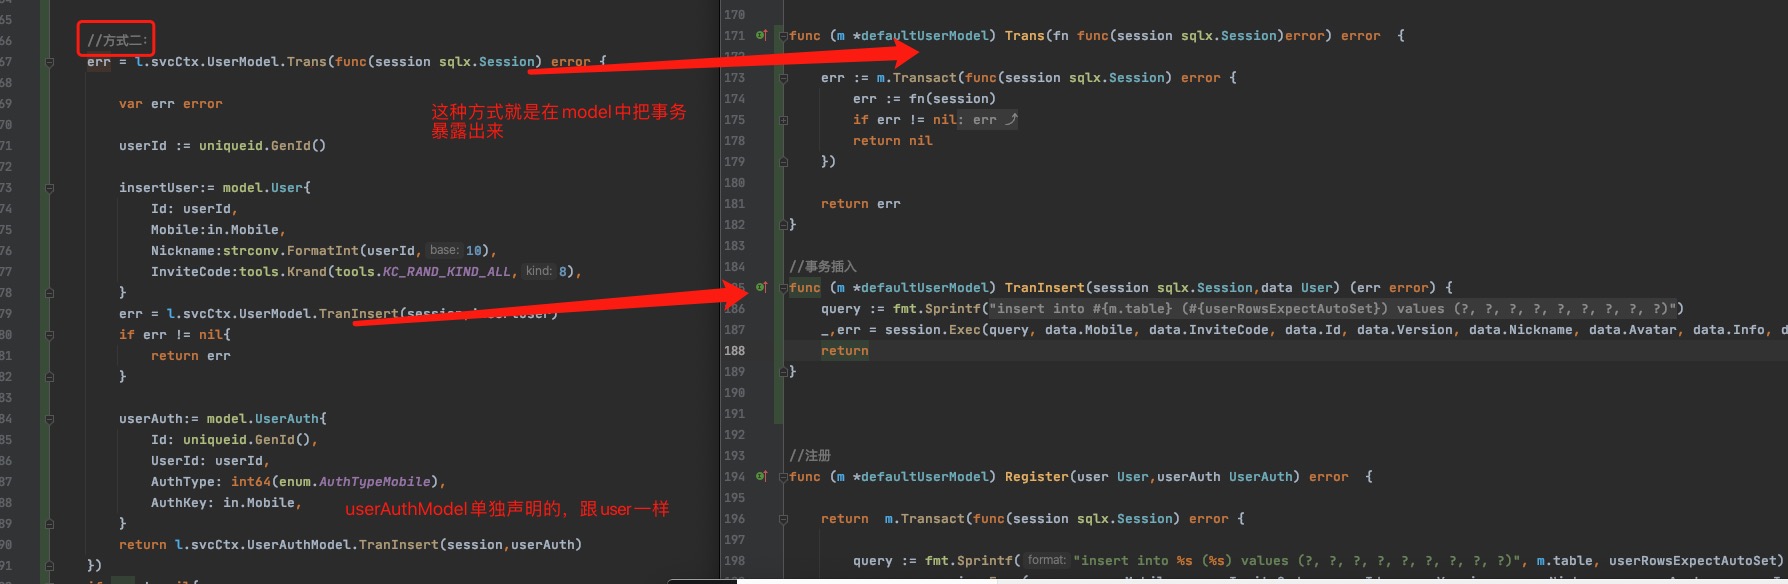 65
66
//方式二:
67
err = l.svcCtx.UserModel.Trans(func(session sqlx.Session) error {
68
69
var err error
70
71
userId := uniqueid.GenId()
72
73
insertUser:= model.User{
74
Id: userId,
75
Mobile:in.Mobile,
76
Nickname:strconv.FormatInt(userId, base: 10),
77
InviteCode:tools.Krand(tools.KC_RAND_KIND_ALL, kind: 8),
78
}
79
err = l.svcCtx.UserModel.TranInsert(session,insertUser)
80
if err != nil{
81
return err
82
}
83
84
userAuth:= model.UserAuth{
85
Id: uniqueid.GenId(),
86
UserId: userId,
87
AuthType: int64(enum.AuthTypeMobile),
88
AuthKey: in.Mobile,
89
}
90
return l.svcCtx.UserAuthModel.TranInsert(session,userAuth)
91
})
这种方式就是在model中把事务
暴露出来
userAuthModel单独声明的，跟user一样
170
171 func (m *defaultUserModel) Trans(fn func(session sqlx.Session)error) error {
172
173 err := m.Transact(func(session sqlx.Session) error {
174 err := fn(session)
175 if err != nil: err ⤴
178 return nil
179 })
180
181 return err
182 }
183
184 //事务插入
185 func (m *defaultUserModel) TranInsert(session sqlx.Session,data User) (err error) {
186 query := fmt.Sprintf("insert into #{m.table} (#{userRowsExpectAutoSet}) values (?, ?, ?, ?, ?, ?, ?, ?, ?)")
187 _,err = session.Exec(query, data.Mobile, data.InviteCode, data.Id, data.Version, data.Nickname, data.Avatar, data.Info, d
188 return
189 }
190
191
192
193 //注册
194 func (m *defaultUserModel) Register(user User,userAuth UserAuth) error {
195
196 return m.Transact(func(session sqlx.Session) error {
197
198 query := fmt.Sprintf( format: "insert into %s (%s) values (?, ?, ?, ?, ?, ?, ?, ?, ?)", m.table, userRowsExpectAutoSet)